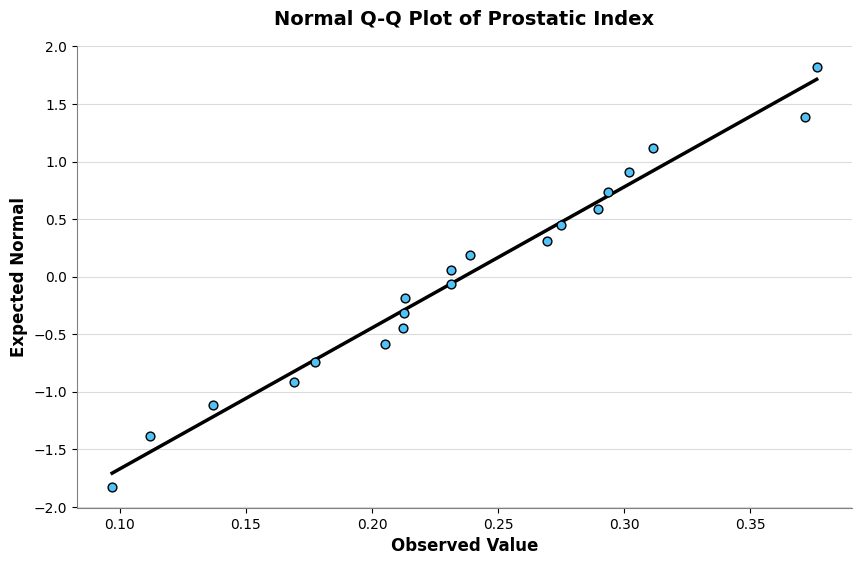 Normal Q-Q Plot of Prostatic Index
2.0
1.5
1.0
0.5
0.0
−0.5
−1.0
−1.5
−2.0
Expected Normal
0.10 0.15 0.20 0.25 0.30 0.35
Observed Value